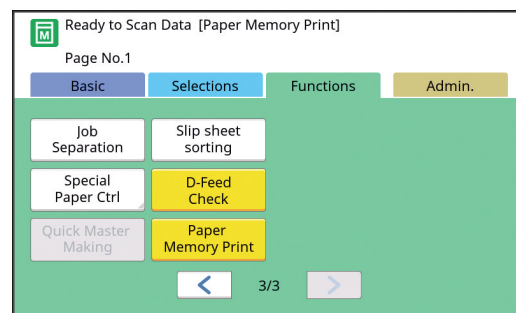 M
Ready to Scan Data [Paper Memory Print]
Page No.1
Basic
Selections
Functions
Admin.
Job
Separation
Slip sheet
sorting
Special
Paper Ctrl
D-Feed
Check
Quick Master
Making
Paper
Memory Print
3/3